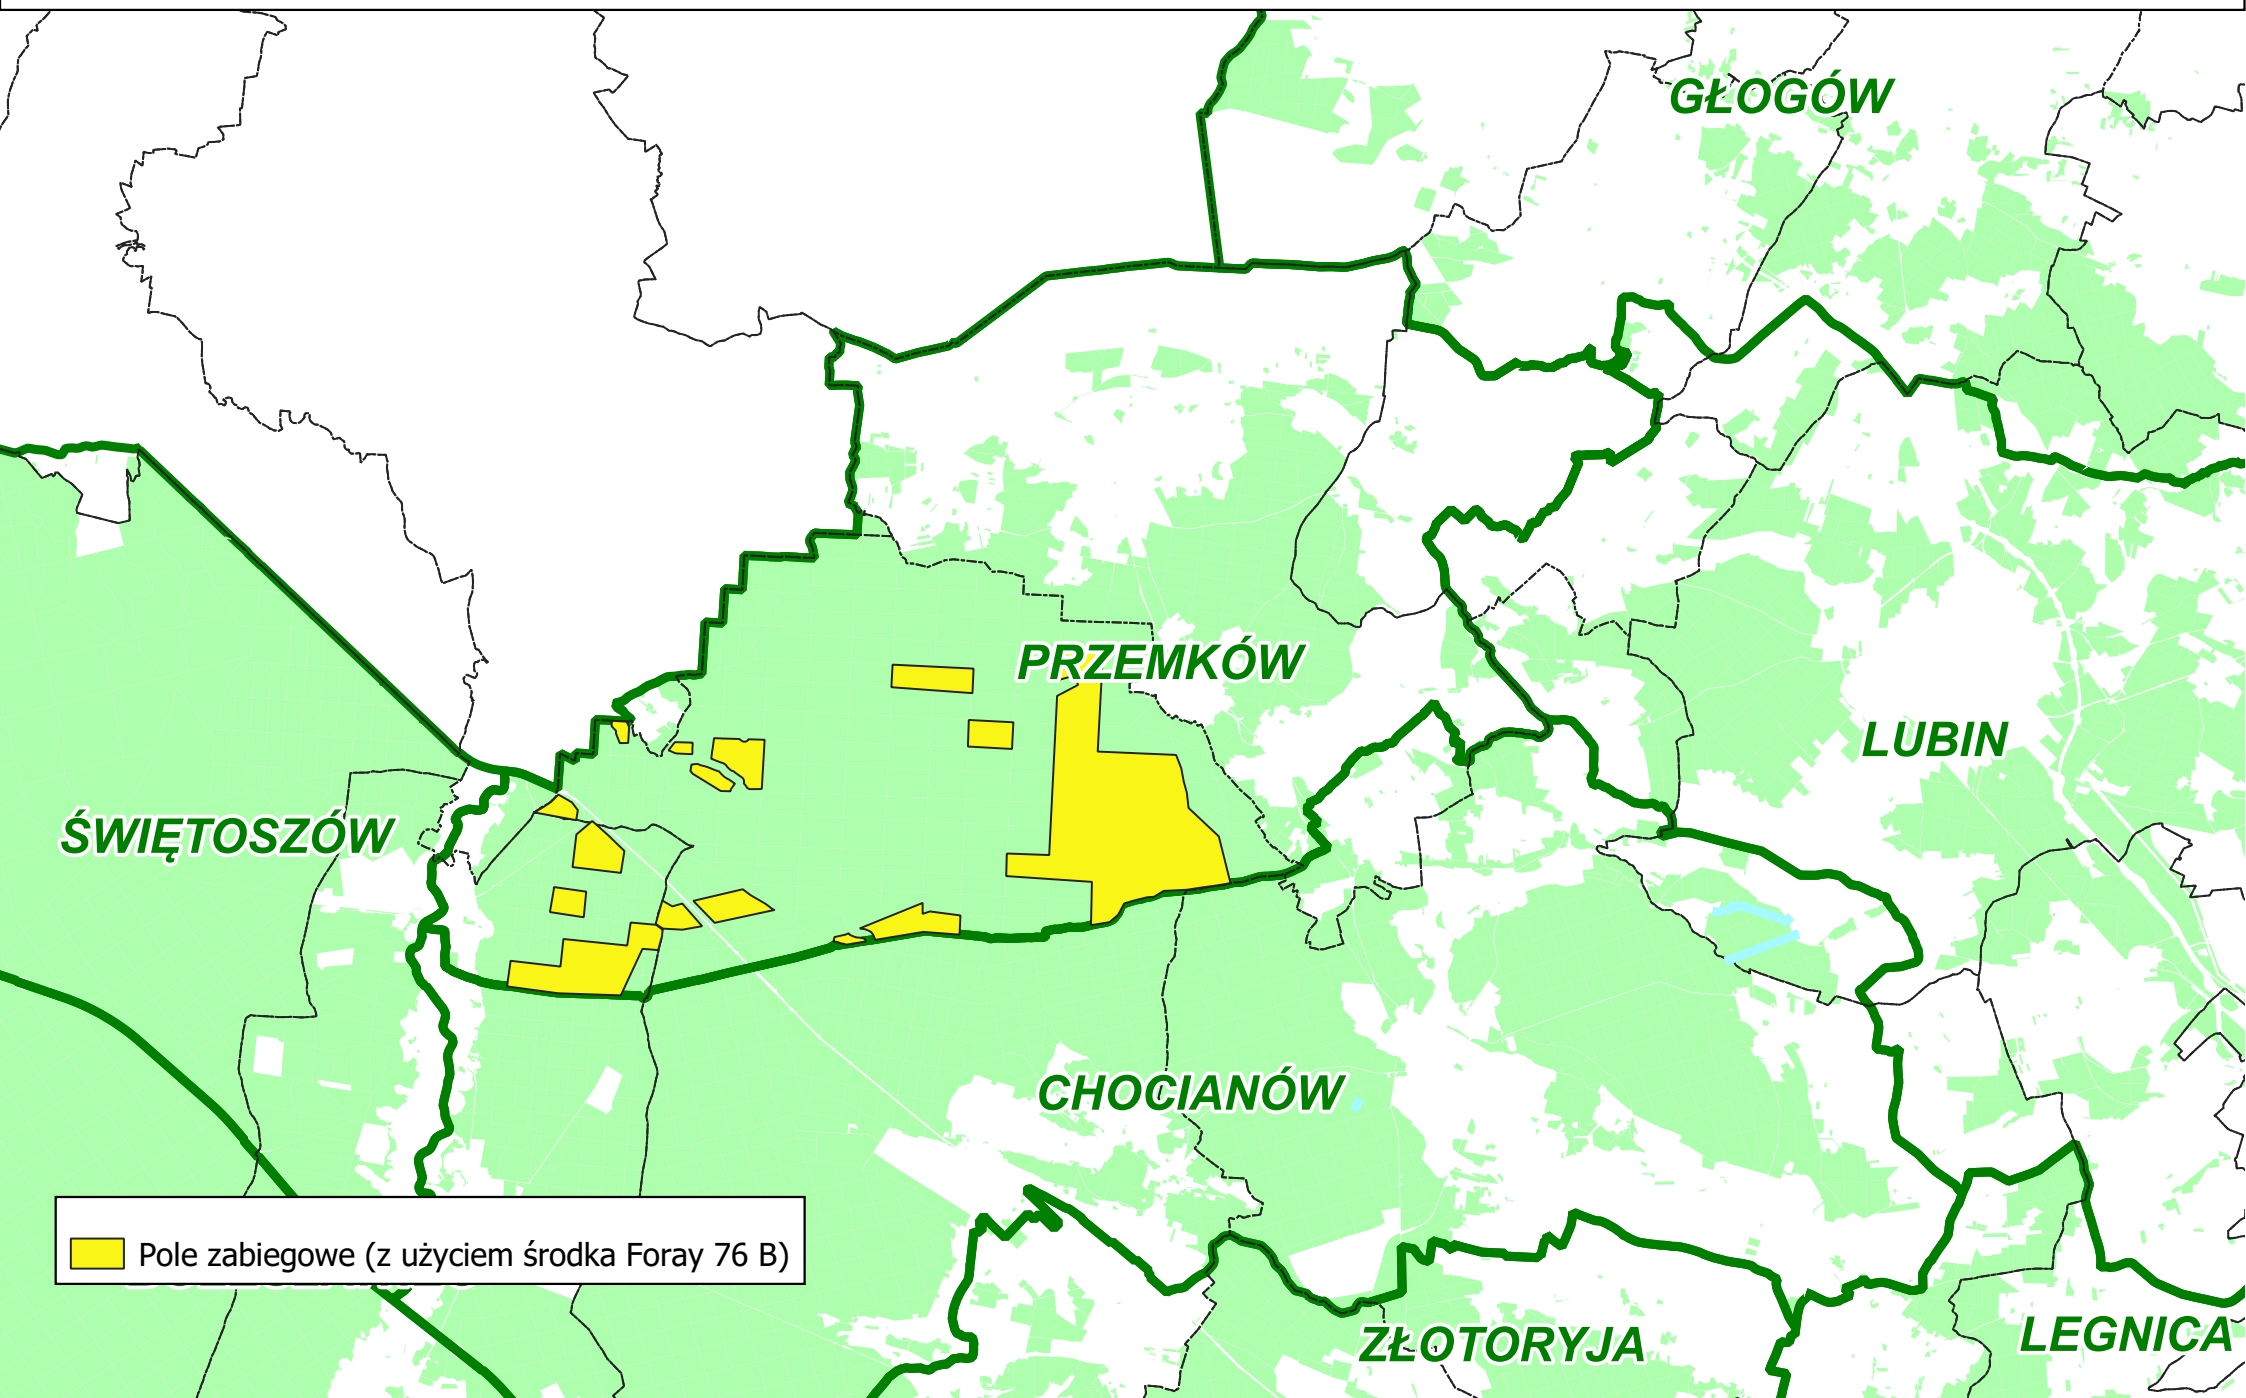 GŁOGÓW
PRZEMKÓW
LUBIN
ŚWIĘTOSZÓW
CHOCIANÓW
Pole zabiegowe (z użyciem środka Foray 76 B)
ZŁOTORYJA
LEGNICA